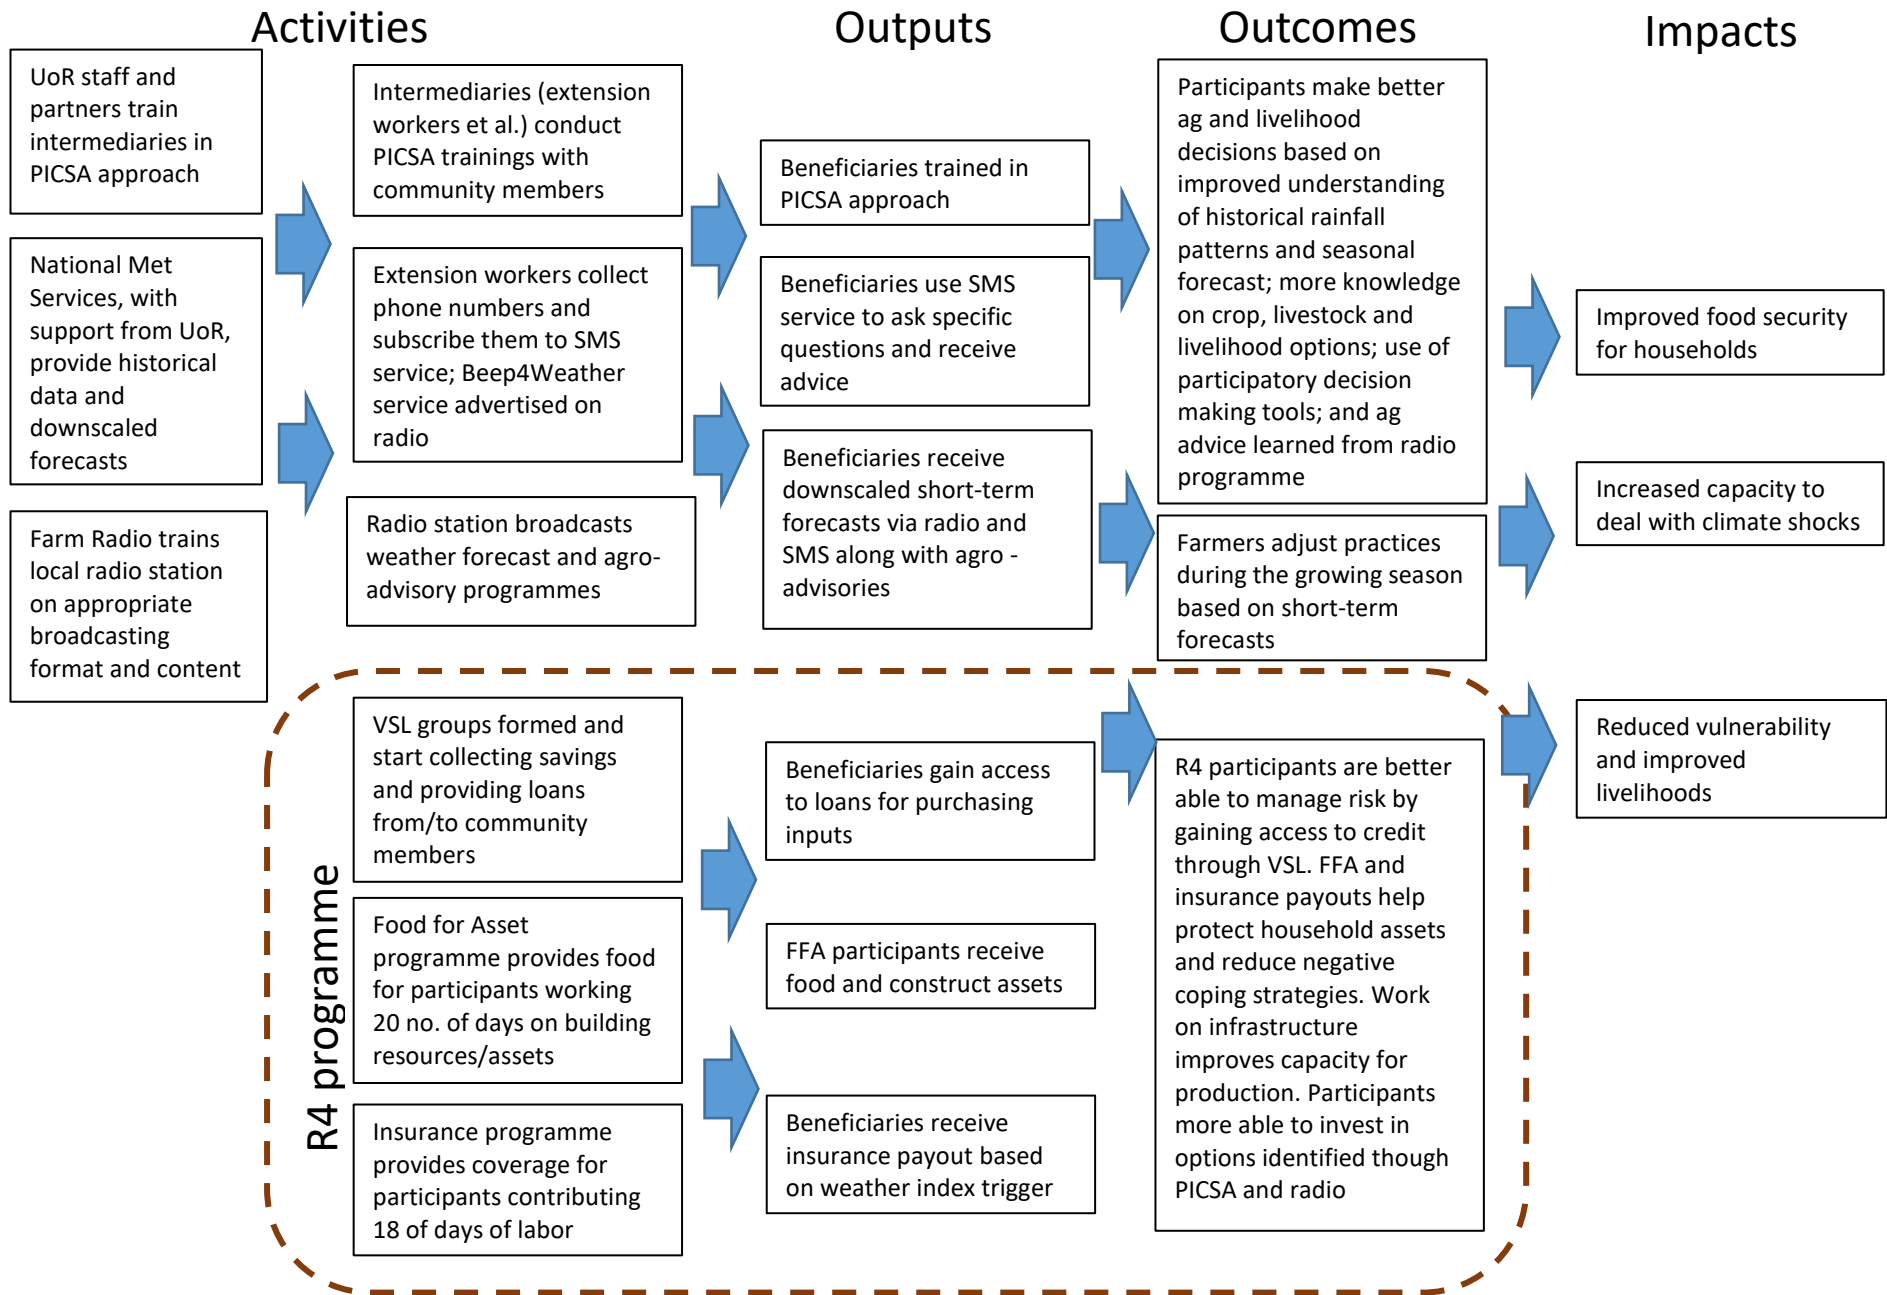 Activities
Outputs
Outcomes
Impacts
UoR staff and
partners train
intermediaries in
PICSA approach
National Met
Services, with
support from UoR,
provide historical
data and
downscaled
forecasts
Farm Radio trains
local radio station
on appropriate
broadcasting
format and content
Intermediaries (extension
workers et al.) conduct
PICSA trainings with
community members
Extension workers collect
phone numbers and
subscribe them to SMS
service; Beep4Weather
service advertised on
radio
Radio station broadcasts
weather forecast and agro-
advisory programmes
Beneficiaries trained in
PICSA approach
Beneficiaries use SMS
service to ask specific
questions and receive
advice
Beneficiaries receive
downscaled short-term
forecasts via radio and
SMS along with agro -
advisories
Participants make better
ag and livelihood
decisions based on
improved understanding
of historical rainfall
patterns and seasonal
forecast; more knowledge
on crop, livestock and
livelihood options; use of
participatory decision
making tools; and ag
advice learned from radio
programme
Farmers adjust practices
during the growing season
based on short-term
forecasts
Improved food security
for households
Increased capacity to
deal with climate shocks
Reduced vulnerability
and improved
livelihoods
R4 programme
VSL groups formed and
start collecting savings
and providing loans
from/to community
members
Food for Asset
programme provides food
for participants working
20 no. of days on building
resources/assets
Insurance programme
provides coverage for
participants contributing
18 of days of labor
Beneficiaries gain access
to loans for purchasing
inputs
FFA participants receive
food and construct assets
Beneficiaries receive
insurance payout based
on weather index trigger
R4 participants are better
able to manage risk by
gaining access to credit
through VSL. FFA and
insurance payouts help
protect household assets
and reduce negative
coping strategies. Work
on infrastructure
improves capacity for
production. Participants
more able to invest in
options identified though
PICSA and radio